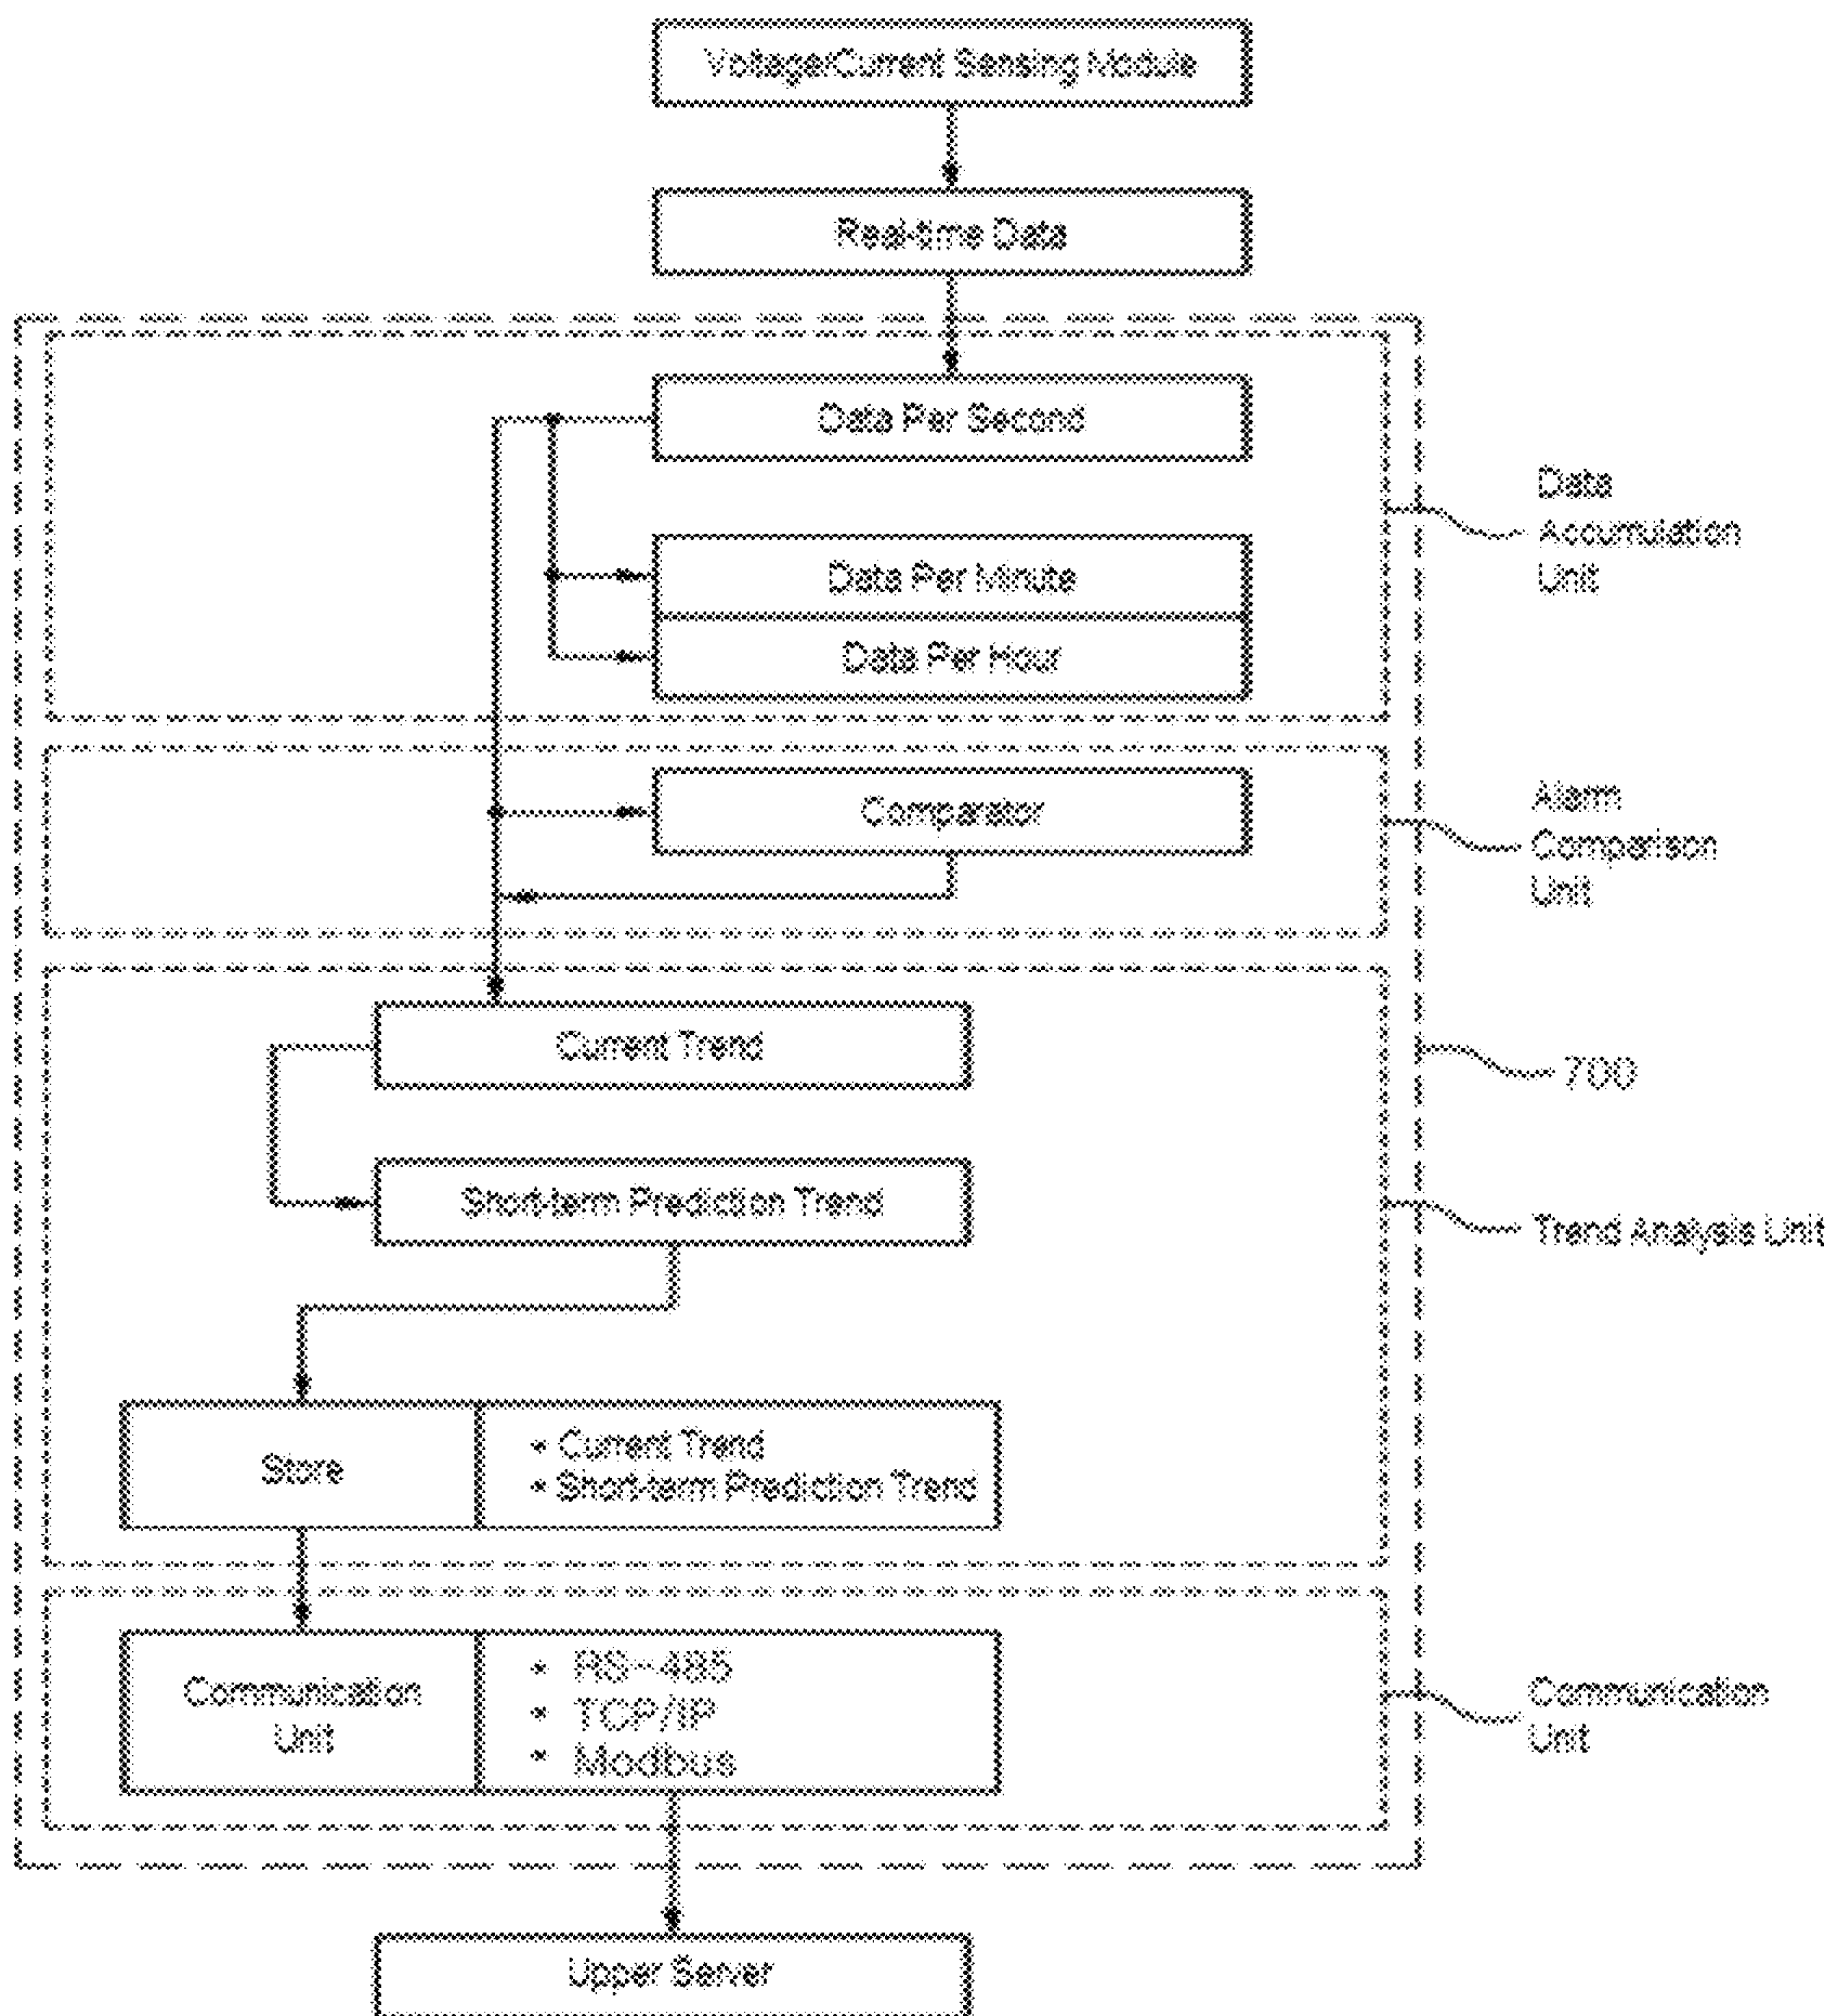 Voltage/Current Sensing Module
Real-time Data
Data Per Second
Data
Accumulation
Unit
Data Per Minute
Data Per Hour
Comparator
Alarm
Comparison
Unit
Current Trend
700
Short-term Prediction Trend
Trend Analysis Unit
Store
• Current Trend
• Short-term Prediction Trend
Communication
Unit
• RS-485
• TCP/IP
• Modbus
Communication
Unit
Upper Server